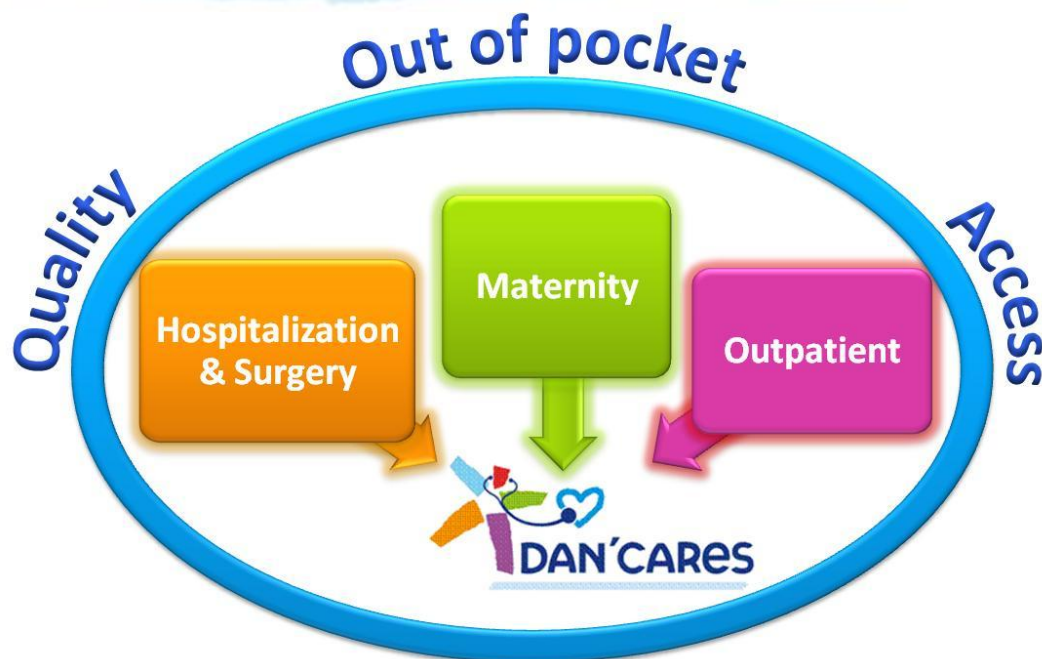 Out of pocket
Quality
Access
Maternity
Hospitalization
& Surgery
Outpatient
DAN'CARes